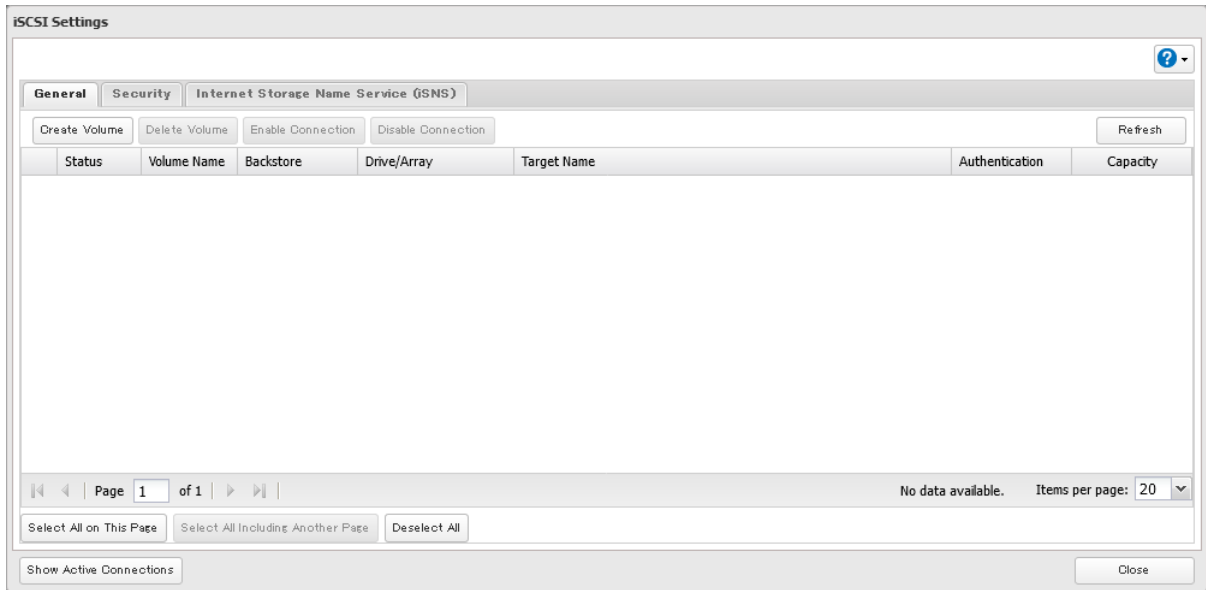 iSCSI Settings
?
General Security Internet Storage Name Service (iSNS)
Create Volume Delete Volume Enable Connection Disable Connection Refresh
Status Volume Name Backstore Drive/Array Target Name Authentication Capacity
Page 1 of 1 No data available. Items per page: 20
Select All on This Page Select All Including Another Page Deselect All
Show Active Connections Close